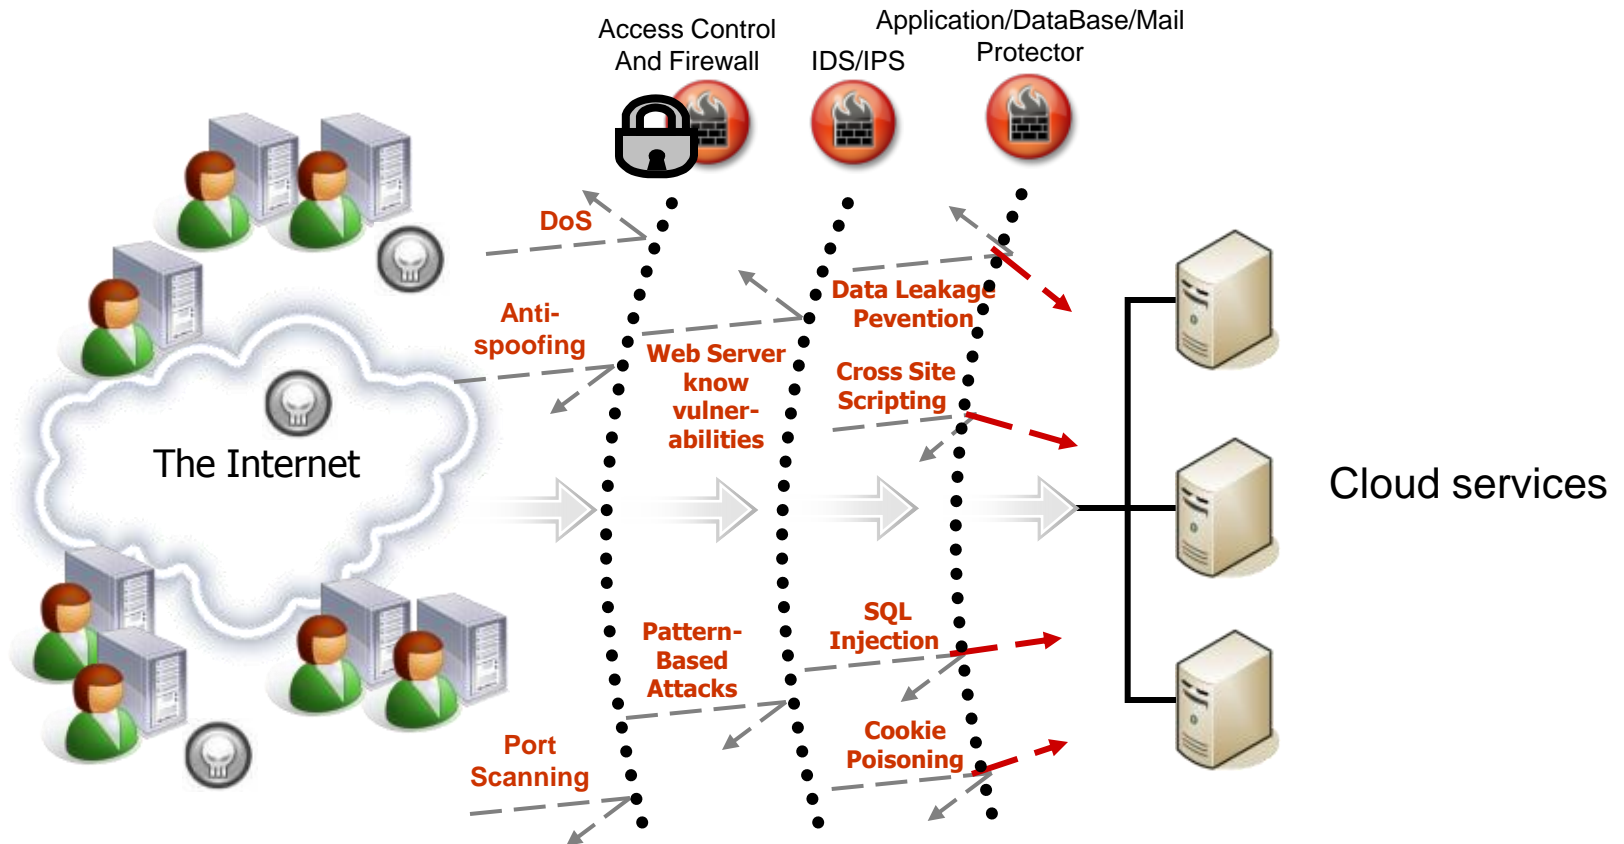 Access Control
And Firewall
IDS/IPS
Application/DataBase/Mail
Protector
DoS
Anti-
spoofing
Web Server
know
vulner-
abilities
Data Leakage
Pevention
Cross Site
Scripting
The Internet
Cloud services
Pattern-
Based
Attacks
SQL
Injection
Cookie
Poisoning
Port
Scanning